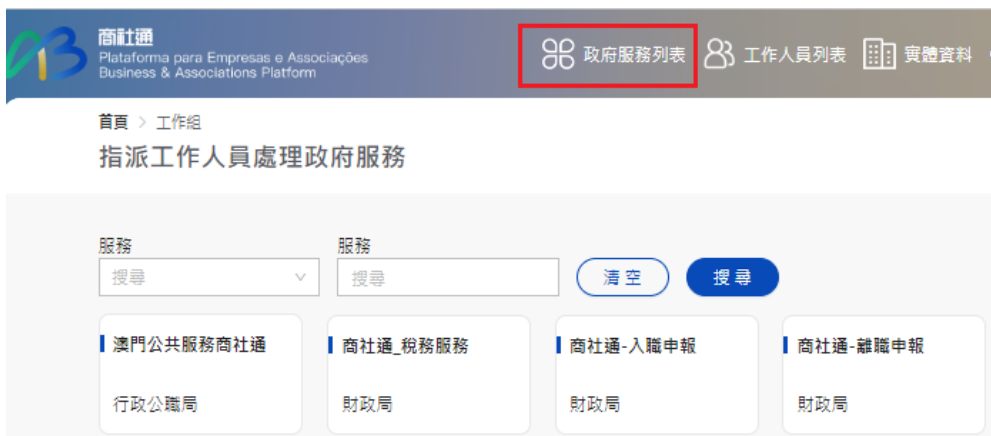 商社通
Plataforma para Empresas e Associações
Business & Associations Platform
政府服務列表
工作人員列表
實體資料
首頁 > 工作組
指派工作人員處理政府服務
服務 服務
搜尋 搜尋 清空 搜尋
澳門公共服務商社通 商社通_稅務服務 商社通-入職申報 商社通-離職申報
行政公職局 財政局 財政局 財政局